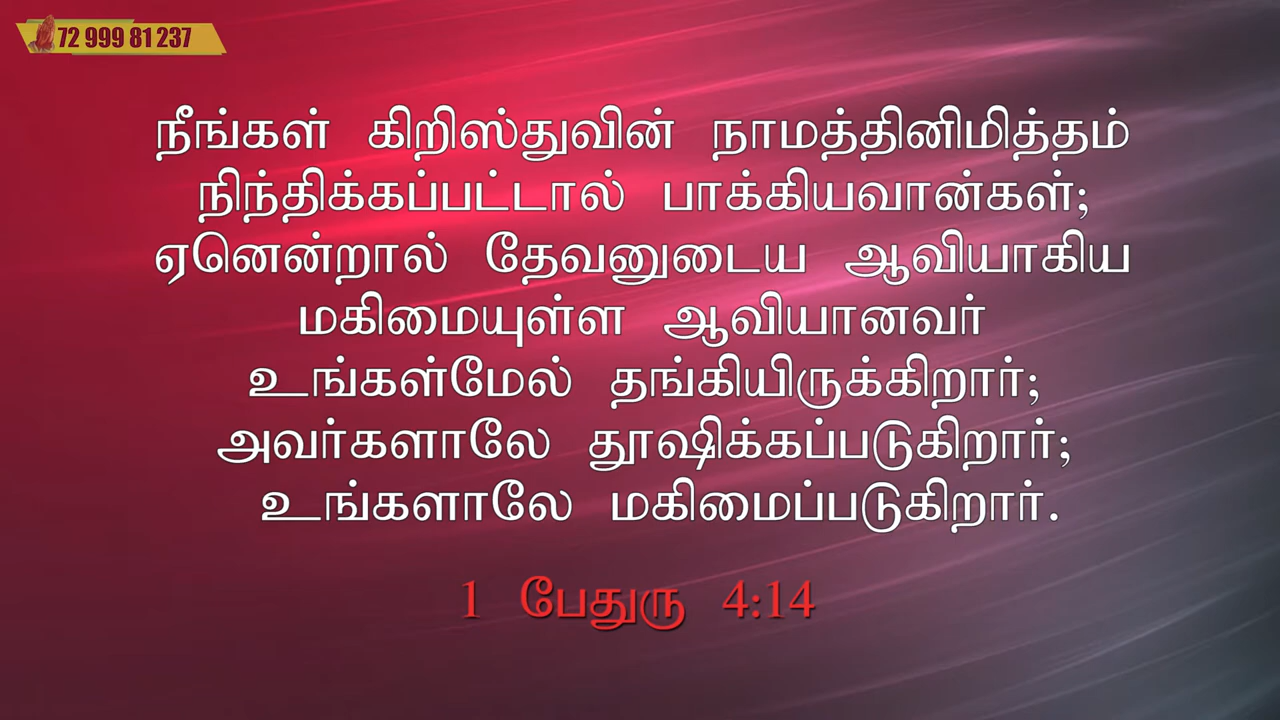 72 999 81 237
நீங்கள் கிறிஸ்துவின் நாமத்தினிமித்தம்
நிந்திக்கப்பட்டால் பாக்கியவான்கள்;
ஏனென்றால் தேவனுடைய ஆவியாகிய
மகிமையுள்ள ஆவியானவர்
உங்கள்மேல் தங்கியிருக்கிறார்;
அவர்களாலே தூஷிக்கப்படுகிறார்;
உங்களாலே மகிமைப்படுகிறார்.
1 பேதுரு 4:14